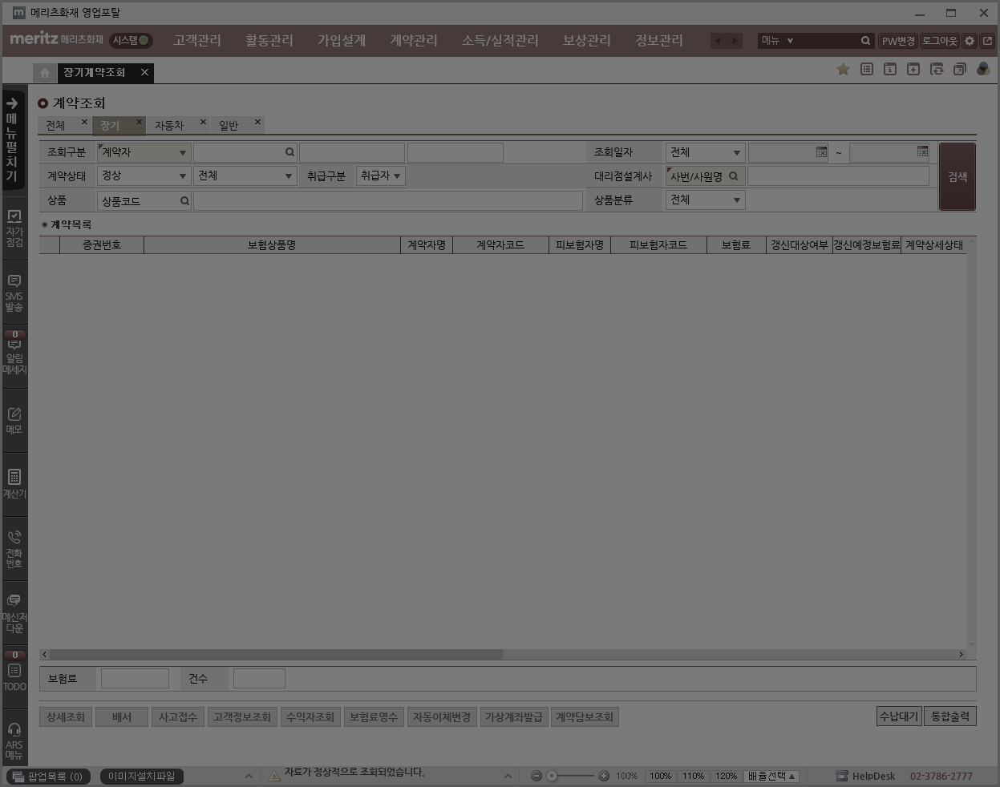 메리츠화재 영업포탈
meritz 메리츠화재 시스템 고객관리 활동관리 가입설계 계약관리 소득/실적관리 보상관리 정보관리 메뉴 PW변경 로그아웃
장기계약조회
메뉴펼치기
계약조회
전체 장기 자동차 일반
조회구분 계약자 조회일자 전체 ~
계약상태 정상 전체 취급구분 취급자 대리점설계사 사번/사원명
상품 상품코드 상품분류 전체
검색
계약목록
증권번호 보험상품명 계약자명 계약자코드 피보험자명 피보험자코드 보험료 갱신대상여부 갱신예정보험료 계약상세상태
자가
점검
SMS
발송
0
알림
메세지
메모
계산기
전화
번호
메신저
다운
0
TODO
ARS
메뉴
보험료 건수
상세조회 배서 사고접수 고객정보조회 수익자조회 보험료영수 자동이체변경 가상계좌발급 계약담보조회 수납대기 통합출력
팝업목록 (0) 이미지설치파일 자료가 정상적으로 조회되었습니다. 100% 100% 110% 120% 배율선택 HelpDesk 02-3786-2777